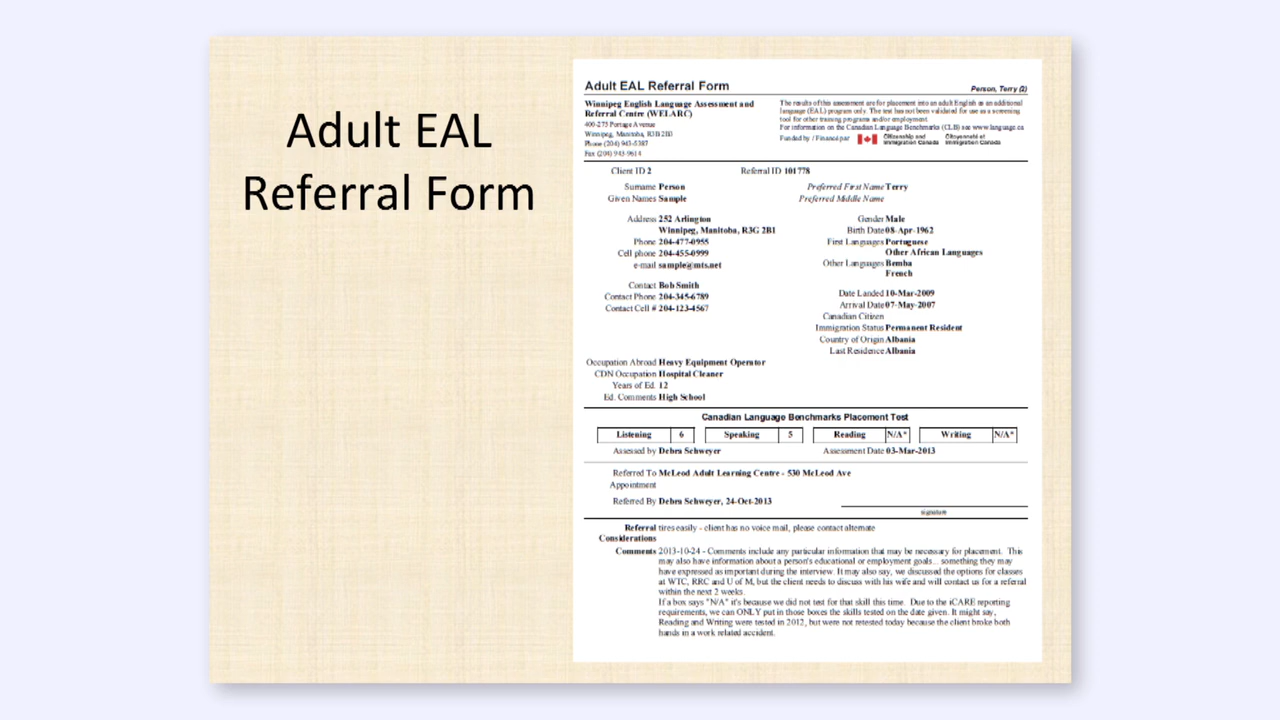 Adult EAL
Referral Form
Adult EAL Referral Form
Person, Terry (2)
Winnipeg English Language Assessment and
Referral Centre (WELARC)
400-275 Portage Avenue
Winnipeg, Manitoba, R3B 2B3
Phone (204) 943-5387
Fax (204) 943-9614
The results of this assessment are for placement into an adult English as an additional
language (EAL) program only. The test has not been validated for use as a screening
tool for other training programs and/or employment.
For information on the Canadian Language Benchmarks (CLB) see www.language.ca
Funded by / Financé par
Citizenship and
Immigration Canada
Citoyenneté et
Immigration Canada
Client ID 2
Referral ID 101778
Surname Person
Given Names Sample
Preferred First Name Terry
Preferred Middle Name
Address 252 Arlington
Winnipeg, Manitoba, R3G 2B1
Phone 204-477-0955
Cell phone 204-455-0999
e-mail sample@mts.net
Contact Bob Smith
Contact Phone 204-345-6789
Contact Cell # 204-123-4567
Gender Male
Birth Date 08-Apr-1962
First Languages Portuguese
Other African Languages
Other Languages Bemba
French
Date Landed 10-Mar-2009
Arrival Date 07-May-2007
Canadian Citizen
Immigration Status Permanent Resident
Country of Origin Albania
Last Residence Albania
Occupation Abroad Heavy Equipment Operator
CDN Occupation Hospital Cleaner
Years of Ed. 12
Ed. Comments High School
Canadian Language Benchmarks Placement Test
Listening 6 Speaking 5 Reading N/A* Writing N/A*
Assessed by Debra Schweyer
Assessment Date 03-Mar-2013
Referred To McLeod Adult Learning Centre - 530 McLeod Ave
Appointment
Referred By Debra Schweyer, 24-Oct-2013
signature
Referral tires easily - client has no voice mail, please contact alternate
Considerations
Comments 2013-10-24 - Comments include any particular information that may be necessary for placement. This
may also have information about a person's educational or employment goals... something they may
have expressed as important during the interview. It may also say, we discussed the options for classes
at WTC, RRC and U of M, but the client needs to discuss with his wife and will contact us for a referral
within the next 2 weeks.
If a box says "N/A" it's because we did not test for that skill this time. Due to the iCARE reporting
requirements, we can ONLY put in those boxes the skills tested on the date given. It might say,
Reading and Writing were tested in 2012, but were not retested today because the client broke both
hands in a work related accident.